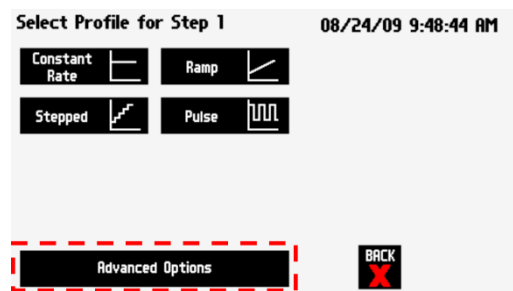 Select Profile for Step 1
08/24/09 9:48:44 AM
Constant
Rate
Ramp
Stepped
Pulse
Advanced Options
BACK